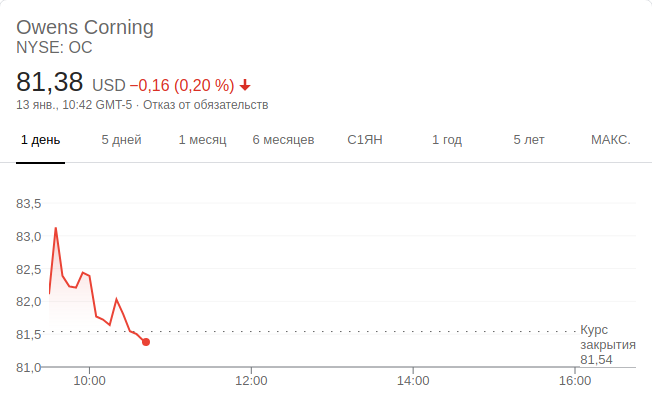 Owens Corning
NYSE: OC
81,38 USD −0,16 (0,20 %)
13 янв., 10:42 GMT-5 · Отказ от обязательств
1 день 5 дней 1 месяц 6 месяцев С1ЯН 1 год 5 лет МАКС.
83,5
83,0
82,5
82,0
81,5
81,0
Курс
закрытия
81,54
10:00 12:00 14:00 16:00